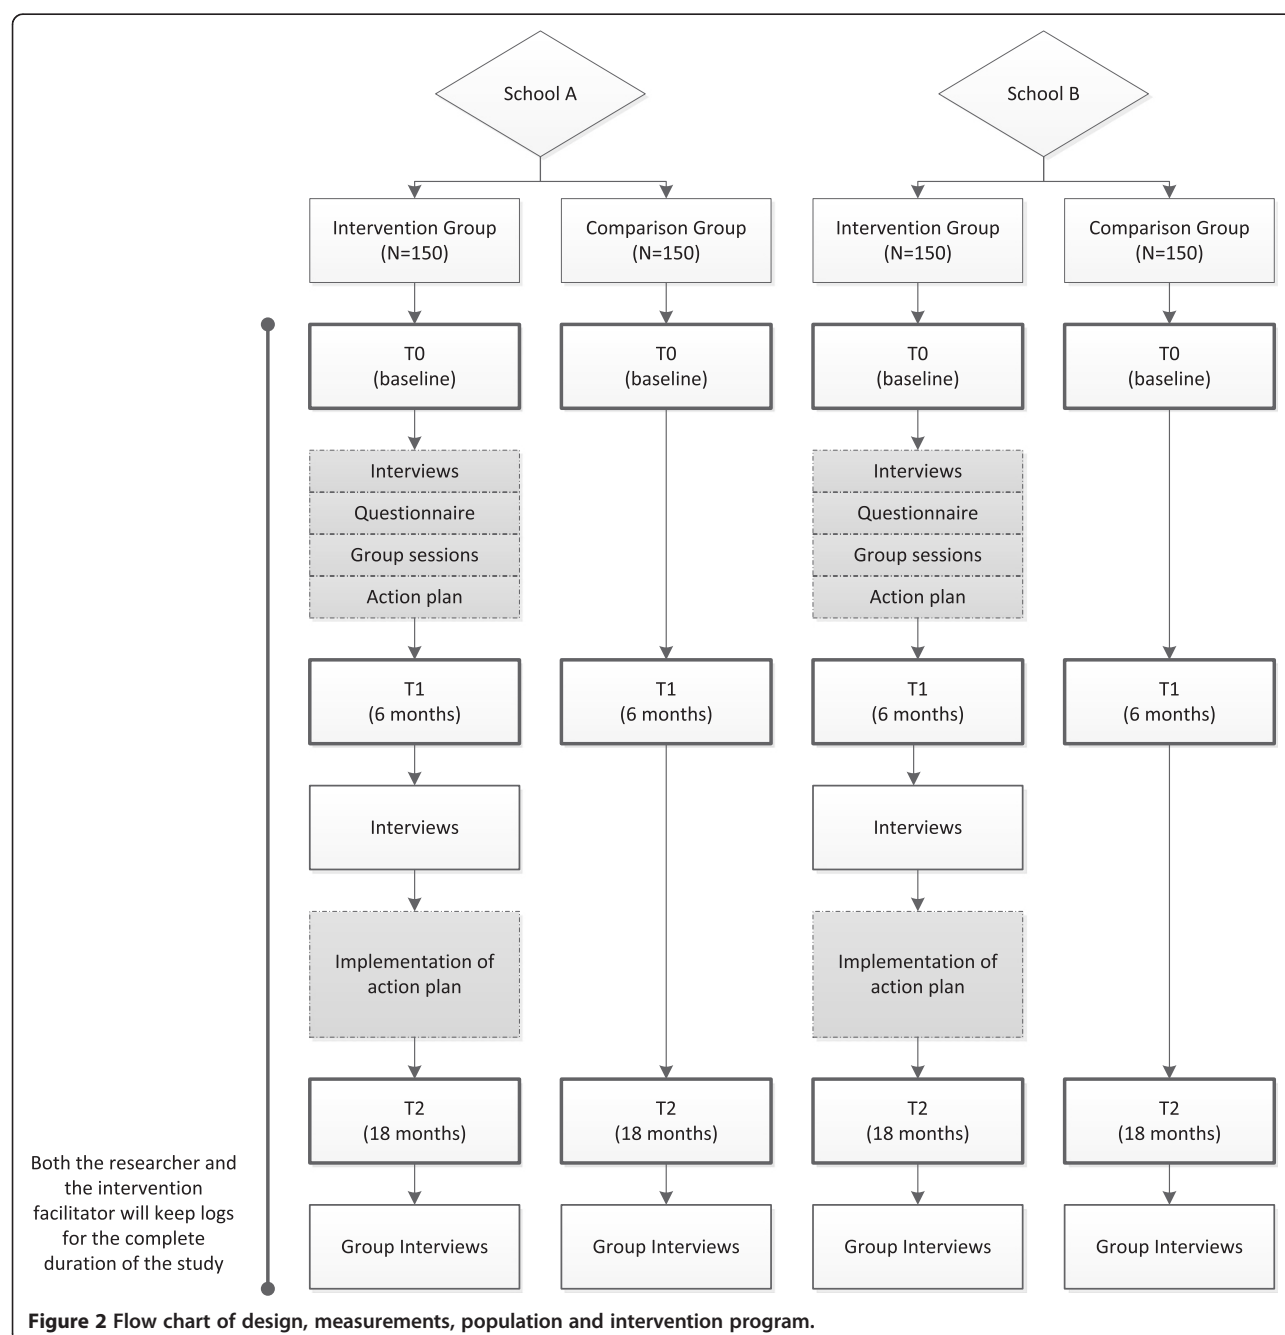 School A
School B
Intervention Group
(N=150)
Comparison Group
(N=150)
Intervention Group
(N=150)
Comparison Group
(N=150)
T0
(baseline)
T0
(baseline)
T0
(baseline)
T0
(baseline)
Interviews
Questionnaire
Group sessions
Action plan
Interviews
Questionnaire
Group sessions
Action plan
T1
(6 months)
T1
(6 months)
T1
(6 months)
T1
(6 months)
Interviews
Interviews
Implementation of
action plan
Implementation of
action plan
T2
(18 months)
T2
(18 months)
T2
(18 months)
T2
(18 months)
Both the researcher and
the intervention
facilitator will keep logs
for the complete
duration of the study
Group Interviews
Group Interviews
Group Interviews
Group Interviews
Figure 2 Flow chart of design, measurements, population and intervention program.